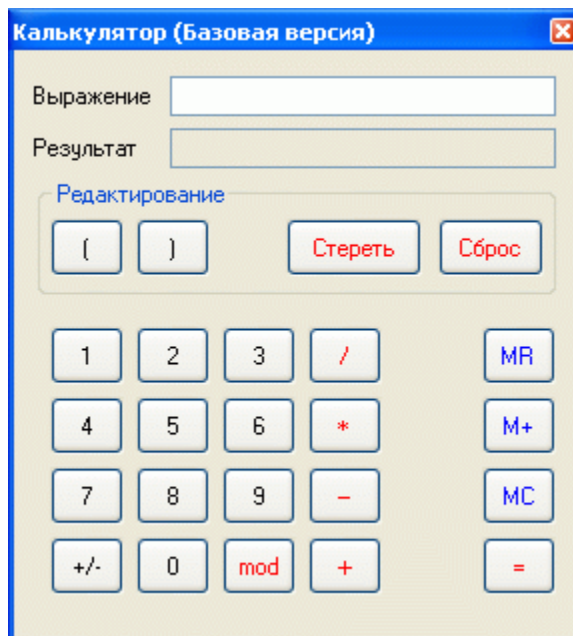 Калькулятор (Базовая версия)
Выражение
Результат
Редактирование
( ) Стереть Сброс
1 2 3 / MR
4 5 6 * M+
7 8 9 - MC
+/- 0 mod + =